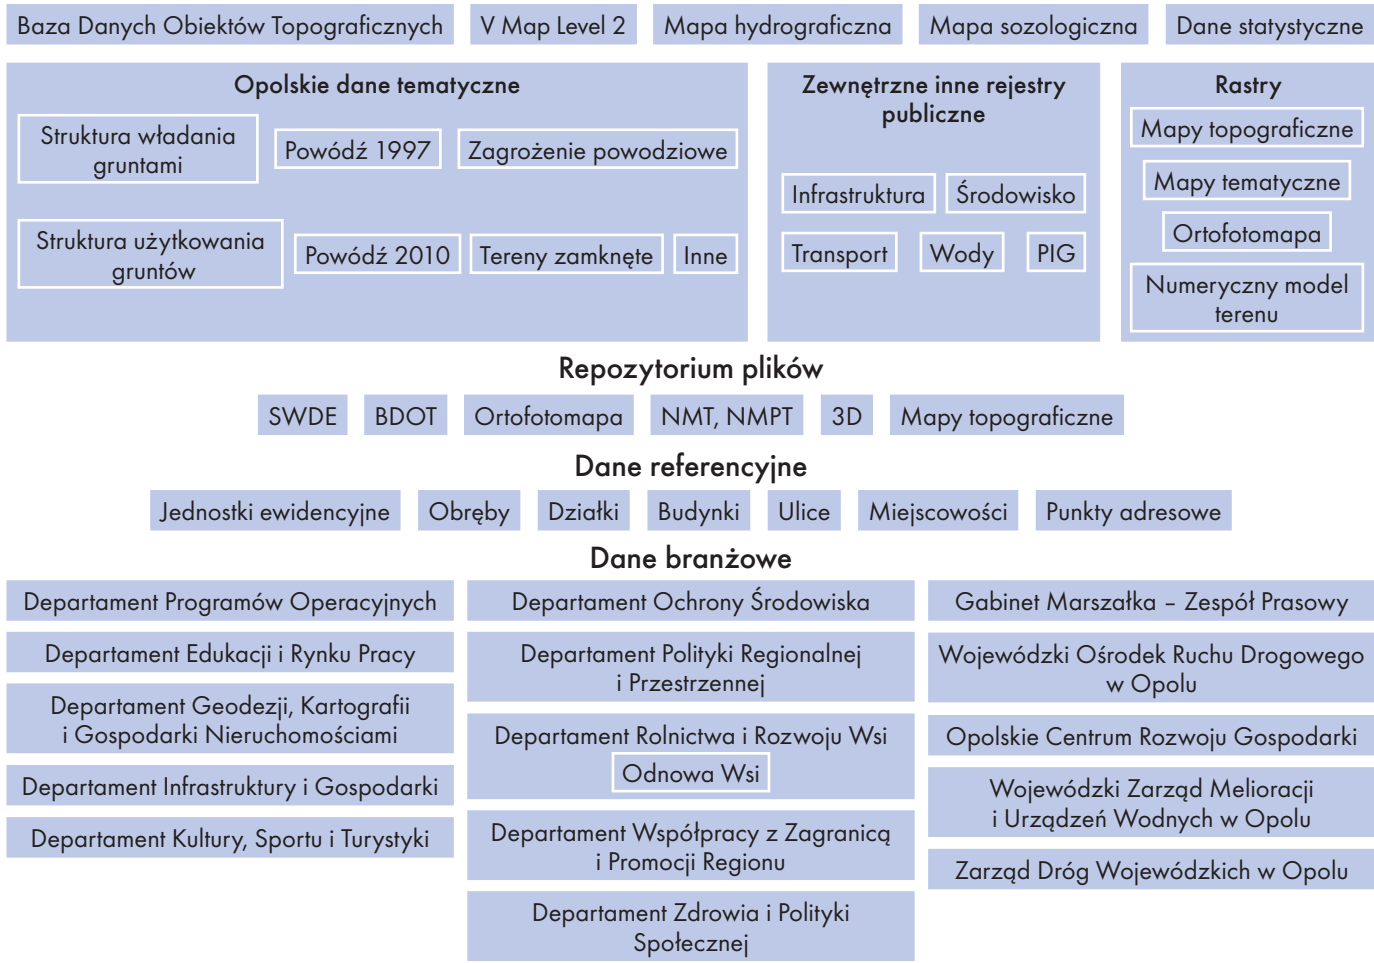 Baza Danych Obiektów Topograficznych
V Map Level 2
Mapa hydrograficzna
Mapa sozologiczna
Dane statystyczne
Opolskie dane tematyczne
Struktura władania
gruntami
Powódź 1997
Zagrożenie powodziowe
Struktura użytkowania
gruntów
Powódź 2010
Tereny zamknęte
Inne
Zewnętrzne inne rejestry
publiczne
Infrastruktura
Środowisko
Transport
Wody
PIG
Rastry
Mapy topograficzne
Mapy tematyczne
Ortofotomapa
Numeryczny model
terenu
Repozytorium plików
SWDE
BDOT
Ortofotomapa
NMT, NMPT
3D
Mapy topograficzne
Dane referencyjne
Jednostki ewidencyjne
Obręby
Działki
Budynki
Ulice
Miejscowości
Punkty adresowe
Dane branżowe
Departament Programów Operacyjnych
Departament Edukacji i Rynku Pracy
Departament Geodezji, Kartografii
i Gospodarki Nieruchomościami
Departament Infrastruktury i Gospodarki
Departament Kultury, Sportu i Turystyki
Departament Ochrony Środowiska
Departament Polityki Regionalnej
i Przestrzennej
Departament Rolnictwa i Rozwoju Wsi
Odnowa Wsi
Departament Współpracy z Zagranicą
i Promocji Regionu
Departament Zdrowia i Polityki
Społecznej
Gabinet Marszałka – Zespół Prasowy
Wojewódzki Ośrodek Ruchu Drogowego
w Opolu
Opolskie Centrum Rozwoju Gospodarki
Wojewódzki Zarząd Melioracji
i Urządzeń Wodnych w Opolu
Zarząd Dróg Wojewódzkich w Opolu